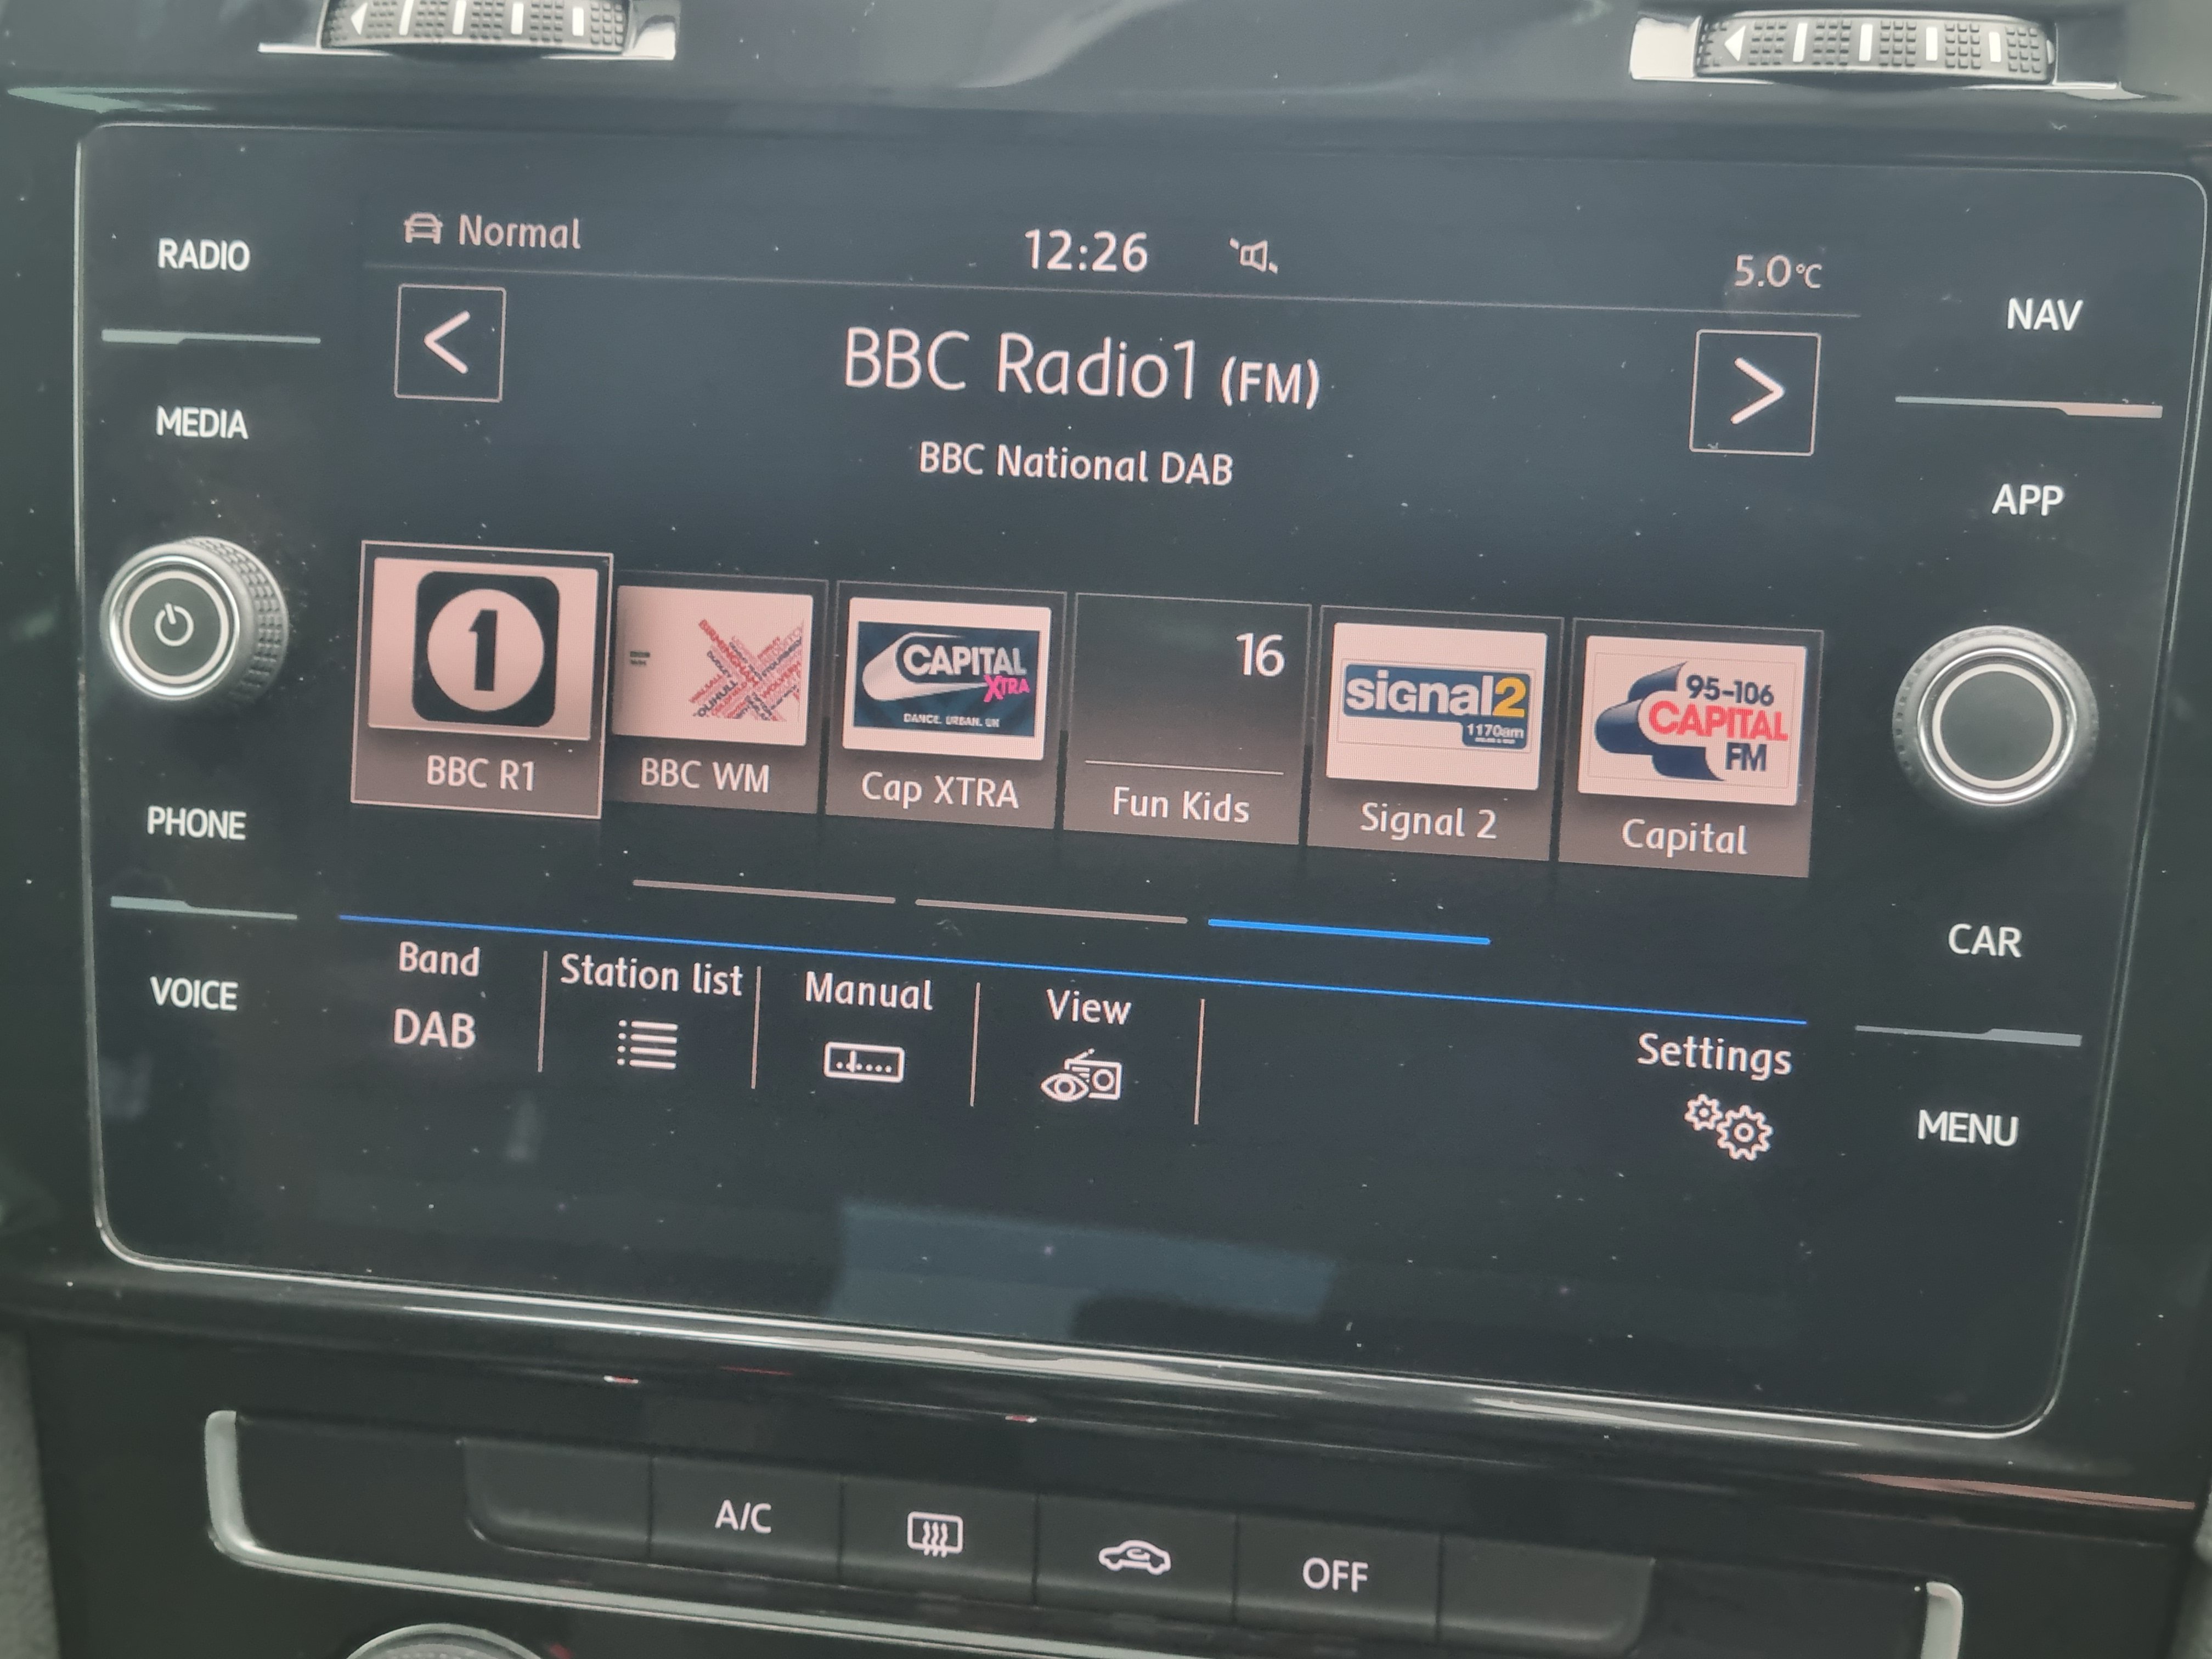 Normal
12:26
5.0°C
RADIO
MEDIA
PHONE
VOICE
NAV
APP
CAR
MENU
BBC Radio1 (FM)
BBC National DAB
1
BBC R1
BBC WM
CAPITAL
XTRA
DANCE. URBAN. UK
Cap XTRA
16
Fun Kids
signal2
1170am
Signal 2
95-106
CAPITAL
FM
Capital
Band
DAB
Station list
Manual
View
Settings
A/C
OFF